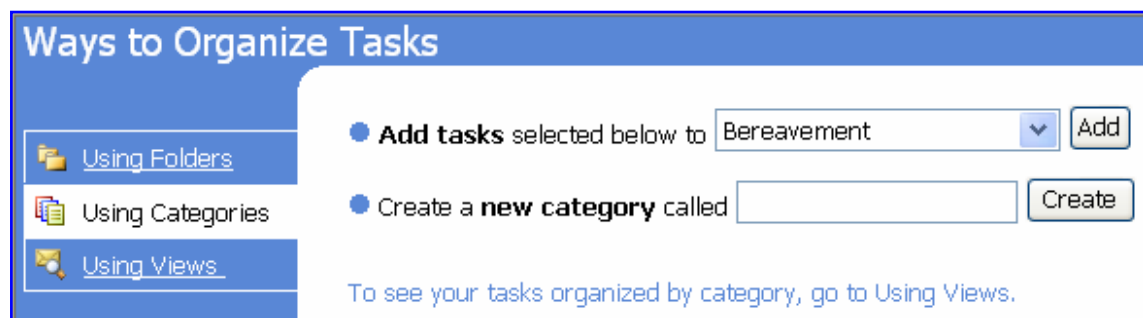 Ways to Organize Tasks
Using Folders
Using Categories
Using Views
Add tasks selected below to Bereavement Add
Create a new category called Create
To see your tasks organized by category, go to Using Views.